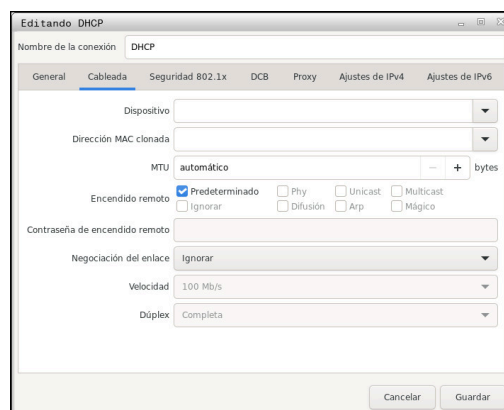 Editando DHCP
Nombre de la conexión DHCP
General Cableada Seguridad 802.1x DCB Proxy Ajustes de IPv4 Ajustes de IPv6
Dispositivo
Dirección MAC clonada
MTU automático − + bytes
Encendido remoto Predeterminado Phy Unicast Multicast
Ignorar Difusión Arp Mágico
Contraseña de encendido remoto
Negociación del enlace Ignorar
Velocidad 100 Mb/s
Dúplex Completa
Cancelar Guardar